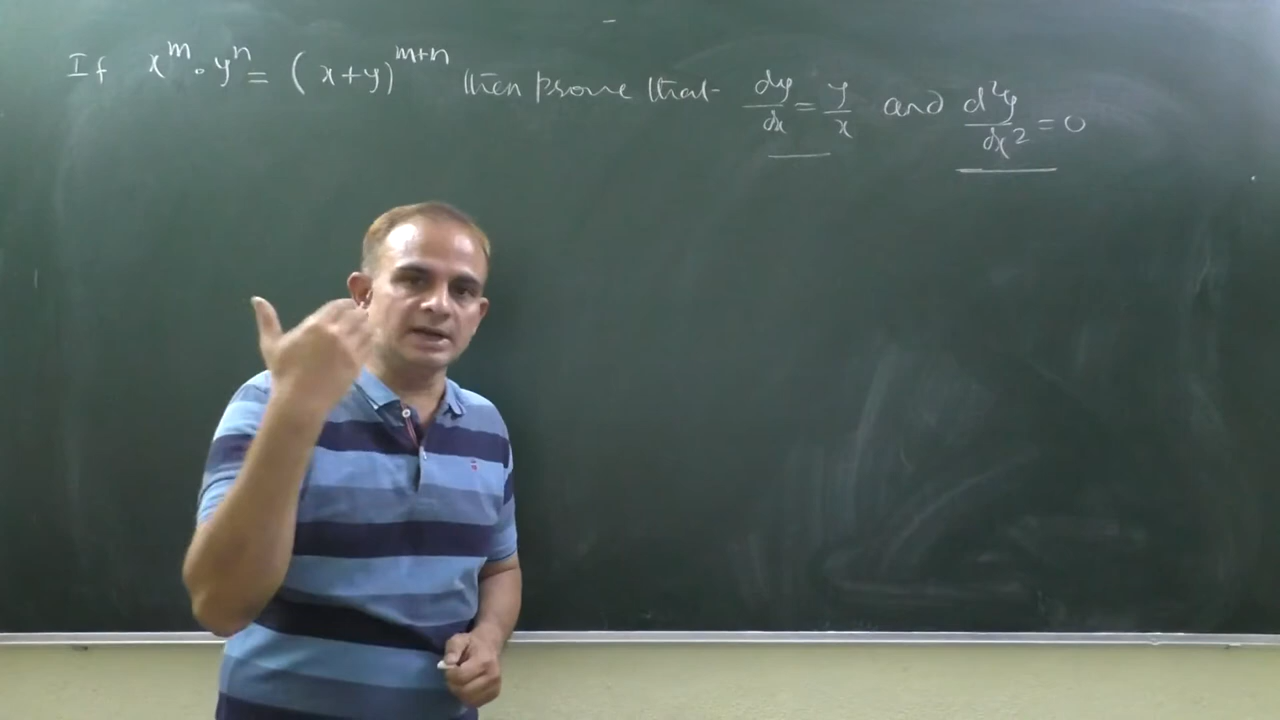 If x^m · y^n = (x+y)^{m+n} then prove that dy/dx = y/x and d²y/dx² = 0